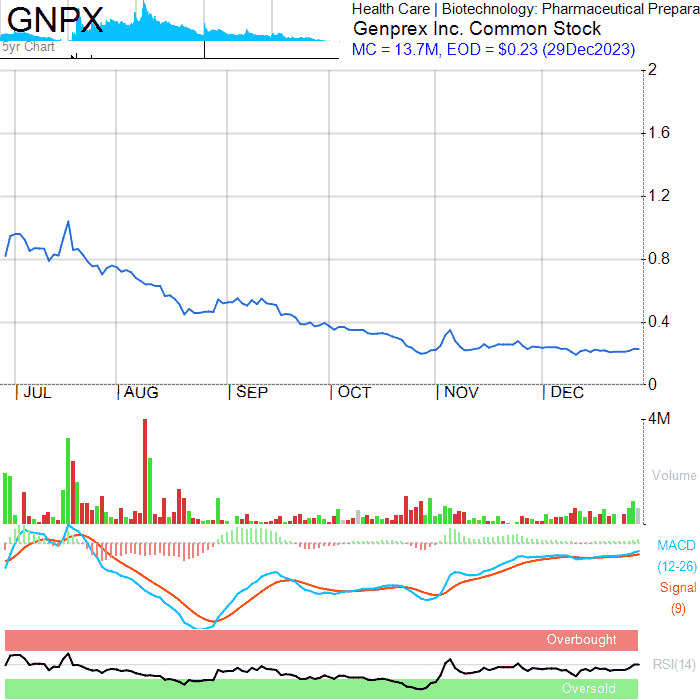 GNPX
5yr Chart
Health Care | Biotechnology: Pharmaceutical Prepara
Genprex Inc. Common Stock
MC = 13.7M, EOD = $0.23 (29Dec2023)
2
1.6
1.2
0.8
0.4
0
JUL AUG SEP OCT NOV DEC
4M
Volume
MACD
(12-26)
Signal
(9)
Overbought
RSI(14)
Oversold